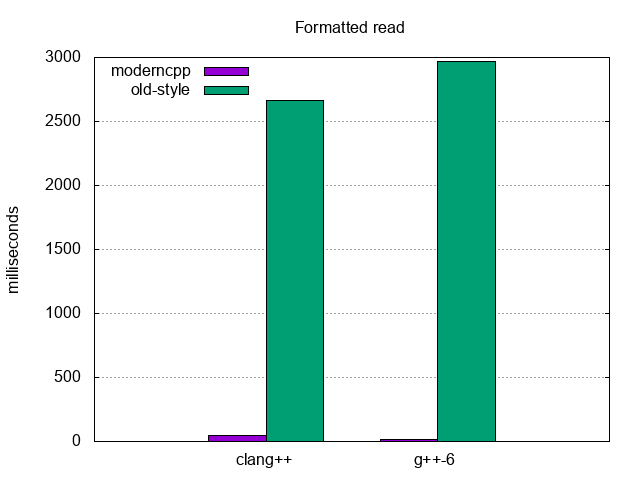 Formatted read
moderncpp
old-style
3000
2500
2000
1500
1000
500
0
milliseconds
clang++
g++-6